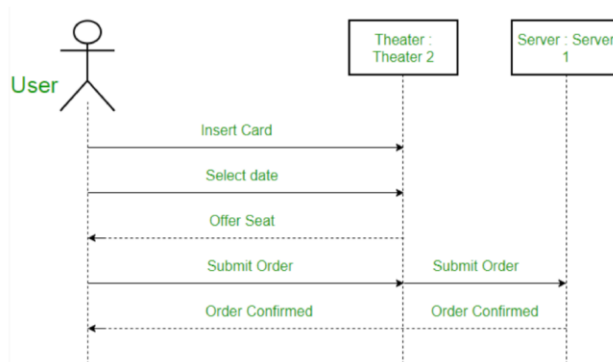 Theater :
Theater 2
Server : Server
1
User
Insert Card
Select date
Offer Seat
Submit Order
Submit Order
Order Confirmed
Order Confirmed